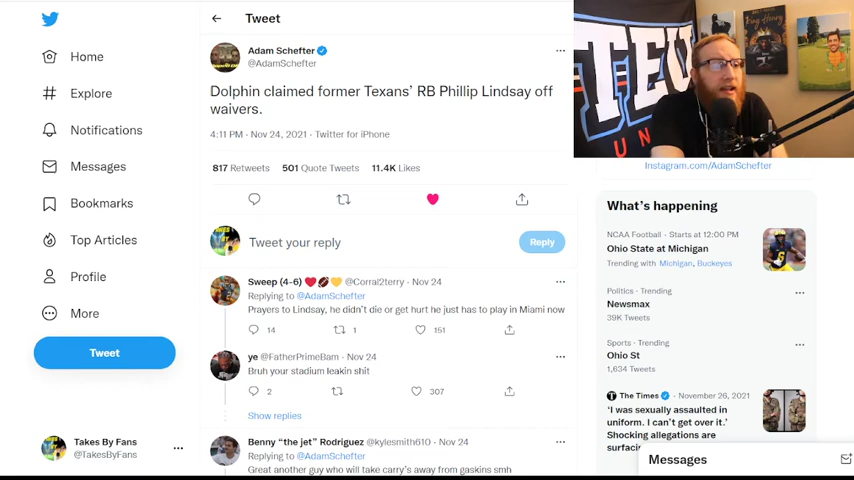 Tweet
Home
Explore
Notifications
Messages
Bookmarks
Top Articles
Profile
More
Tweet
Takes By Fans
@TakesByFans
Adam Schefter
@AdamSchefter
Dolphin claimed former Texans' RB Phillip Lindsay off
waivers.
4:11 PM · Nov 24, 2021 · Twitter for iPhone
817 Retweets 501 Quote Tweets 11.4K Likes
Tweet your reply
Reply
Sweep (4-6) ❤️🏈💛 @Corral2terry · Nov 24
Replying to @AdamSchefter
Prayers to Lindsay, he didn't die or get hurt he just has to play in Miami now
14 1 151
ye @FatherPrimeBam · Nov 24
Bruh your stadium leakin shit
2 307
Show replies
Benny "the jet" Rodriguez @kylesmith610 · Nov 24
Replying to @AdamSchefter
Great another guy who will take carry's away from gaskins smh
Instagram.com/AdamSchefter
What's happening
NCAA Football · Starts at 12:00 PM
Ohio State at Michigan
Trending with Michigan, Buckeyes
Politics · Trending
Newsmax
39K Tweets
Sports · Trending
Ohio St
1,634 Tweets
The Times · November 26, 2021
'I was sexually assaulted in
uniform. I can't get over it.'
Shocking allegations are
Messages